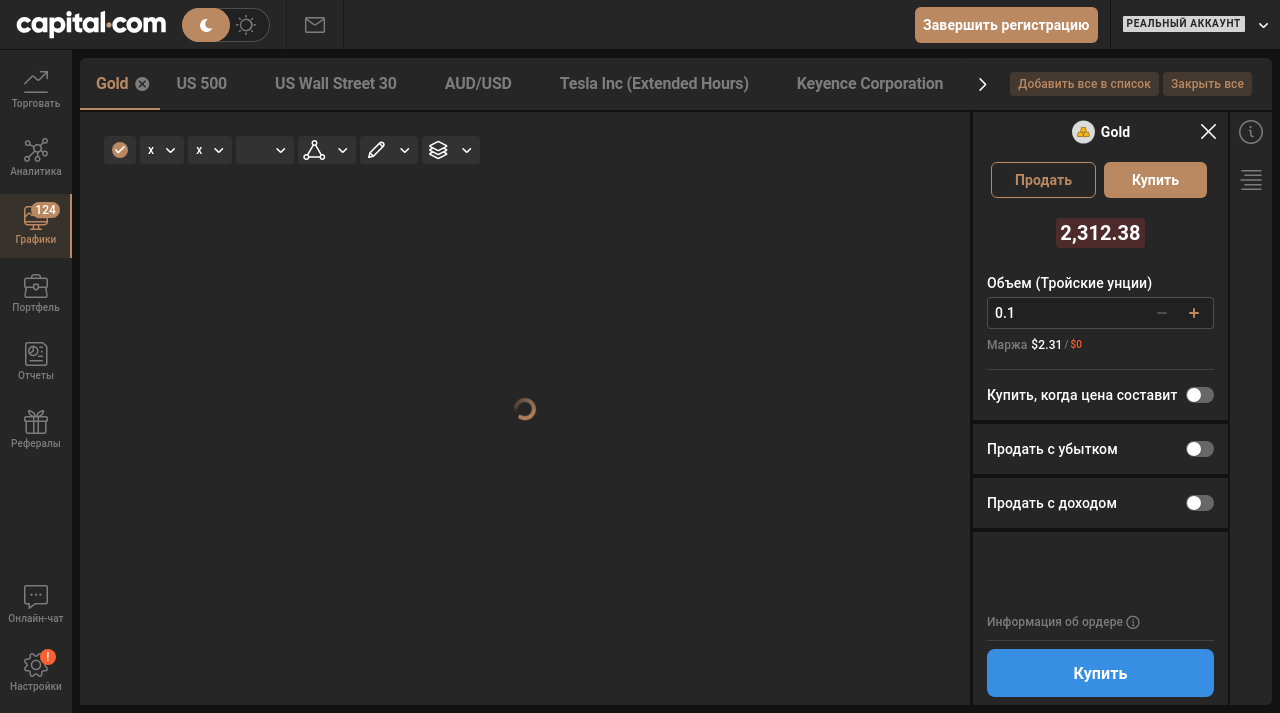 capital.com
Завершить регистрацию
РЕАЛЬНЫЙ АККАУНТ
Торговать
Аналитика
124
Графики
Портфель
Отчеты
Рефералы
Онлайн-чат
!
Настройки
Gold
US 500
US Wall Street 30
AUD/USD
Tesla Inc (Extended Hours)
Keyence Corporation
Добавить все в список
Закрыть все
x
x
Gold
Продать
Купить
2,312.38
Объем (Тройские унции)
0.1
Маржа $2.31 / $0
Купить, когда цена составит
Продать с убытком
Продать с доходом
Информация об ордере
Купить